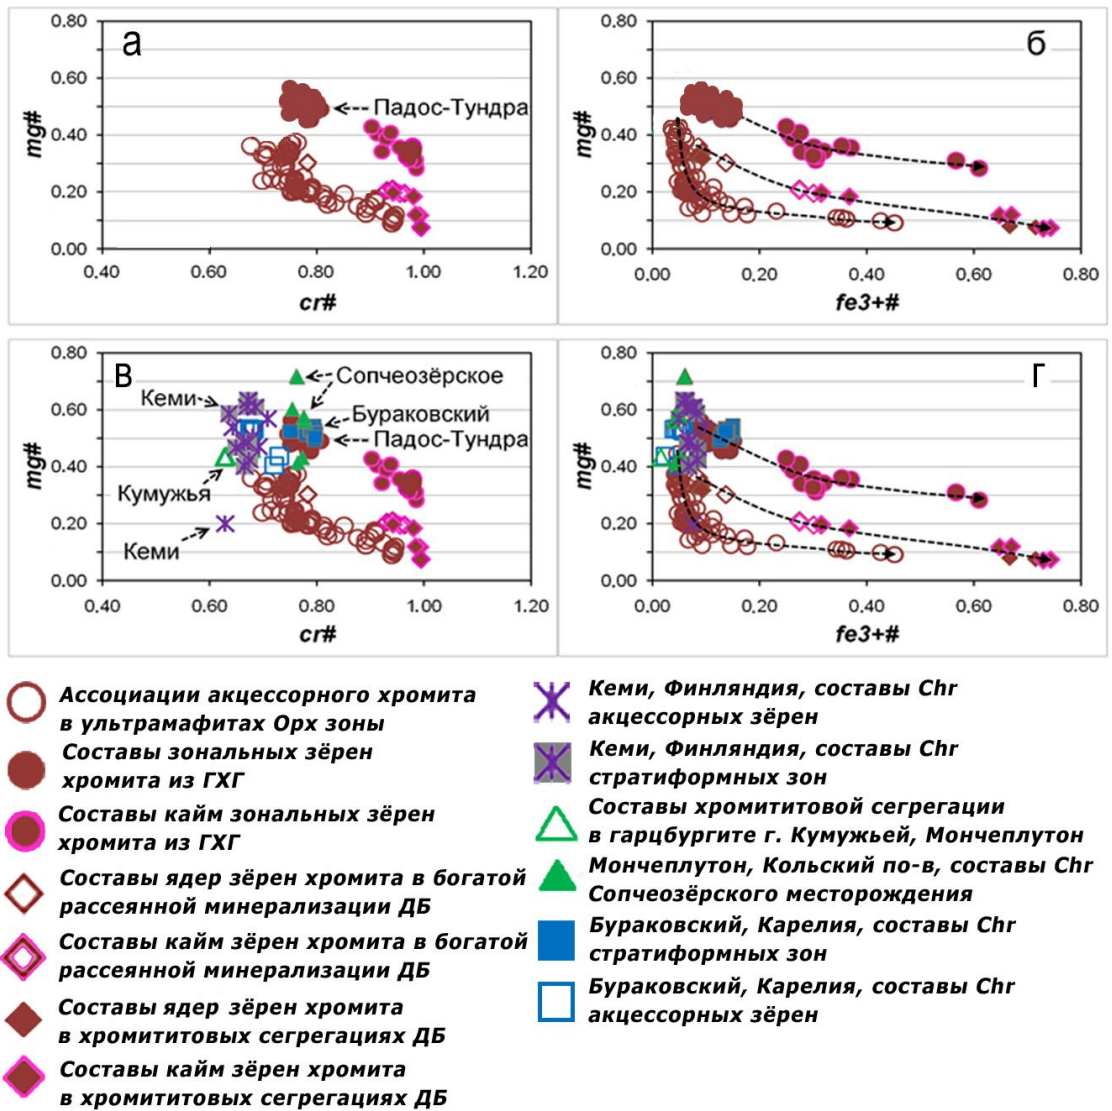 а
0.80
0.60
0.40
0.20
0.00
mg#
Падос-Тундра
0.40
0.60
0.80
1.00
1.20
cr#
б
0.80
0.60
0.40
0.20
0.00
mg#
0.00
0.20
0.40
0.60
0.80
fe3+#
В
0.80
0.60
0.40
0.20
0.00
mg#
Сопчеозёрское
Кеми
Бураковский
Падос-Тундра
Кумужья
Кеми
0.40
0.60
0.80
1.00
1.20
cr#
Г
0.80
0.60
0.40
0.20
0.00
mg#
0.00
0.20
0.40
0.60
0.80
fe3+#
Ассоциации акцессорного хромита
в ультрамафитах Орх зоны
Составы зональных зёрен
хромита из ГХГ
Составы кайм зональных зёрен
хромита из ГХГ
Составы ядер зёрен хромита в богатой
рассеянной минерализации ДБ
Составы кайм зёрен хромита в богатой
рассеянной минерализации ДБ
Составы ядер зёрен хромита
в хромититовых сегрегациях ДБ
Составы кайм зёрен хромита
в хромититовых сегрегациях ДБ
Кеми, Финляндия, составы Chr
акцессорных зёрен
Кеми, Финляндия, составы Chr
стратиформных зон
Составы хромититовой сегрегации
в гарцбургите г. Кумужьей, Мончеплутон
Мончеплутон, Кольский по-в, составы Chr
Сопчеозёрского месторождения
Бураковский, Карелия, составы Chr
стратиформных зон
Бураковский, Карелия, составы Chr
акцессорных зёрен